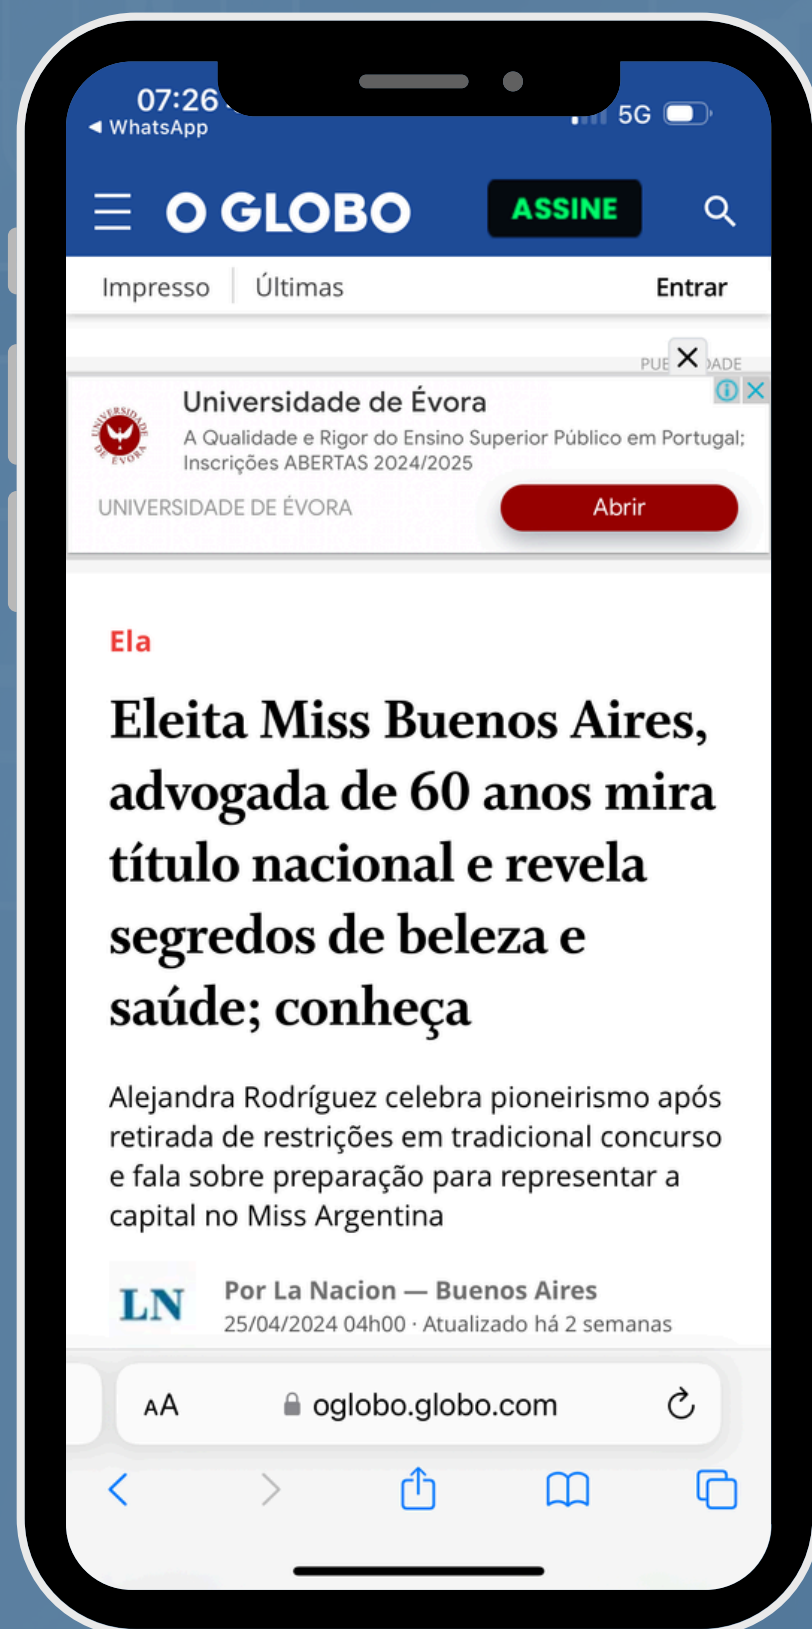 07:26
◀ WhatsApp
5G
O GLOBO
ASSINE
Impresso
Últimas
Entrar
Universidade de Évora
A Qualidade e Rigor do Ensino Superior Público em Portugal;
Inscrições ABERTAS 2024/2025
UNIVERSIDADE DE ÉVORA
Abrir
Ela
Eleita Miss Buenos Aires,
advogada de 60 anos mira
título nacional e revela
segredos de beleza e
saúde; conheça
Alejandra Rodríguez celebra pioneirismo após
retirada de restrições em tradicional concurso
e fala sobre preparação para representar a
capital no Miss Argentina
LN
Por La Nacion — Buenos Aires
25/04/2024 04h00 · Atualizado há 2 semanas
AA
oglobo.globo.com